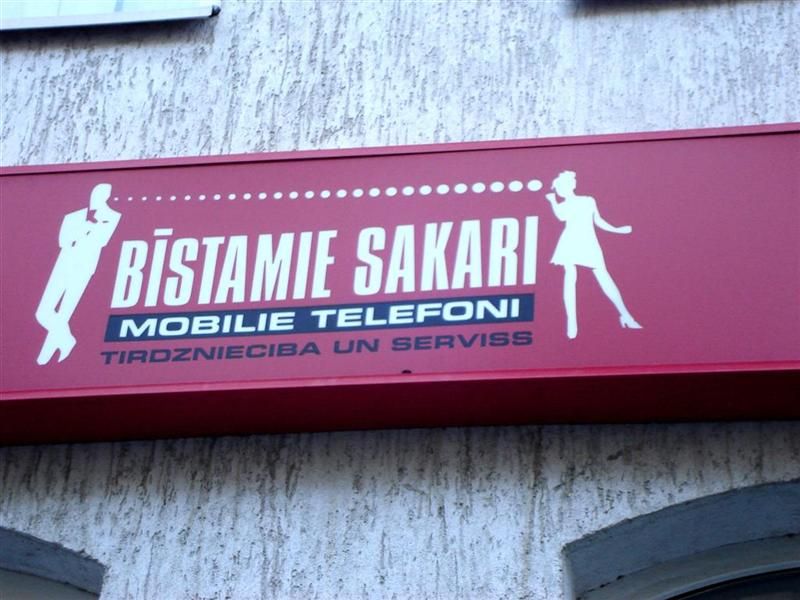 BĪSTAMIE SAKARI
MOBILIE TELEFONI
TIRDZNIECIBA UN SERVISS